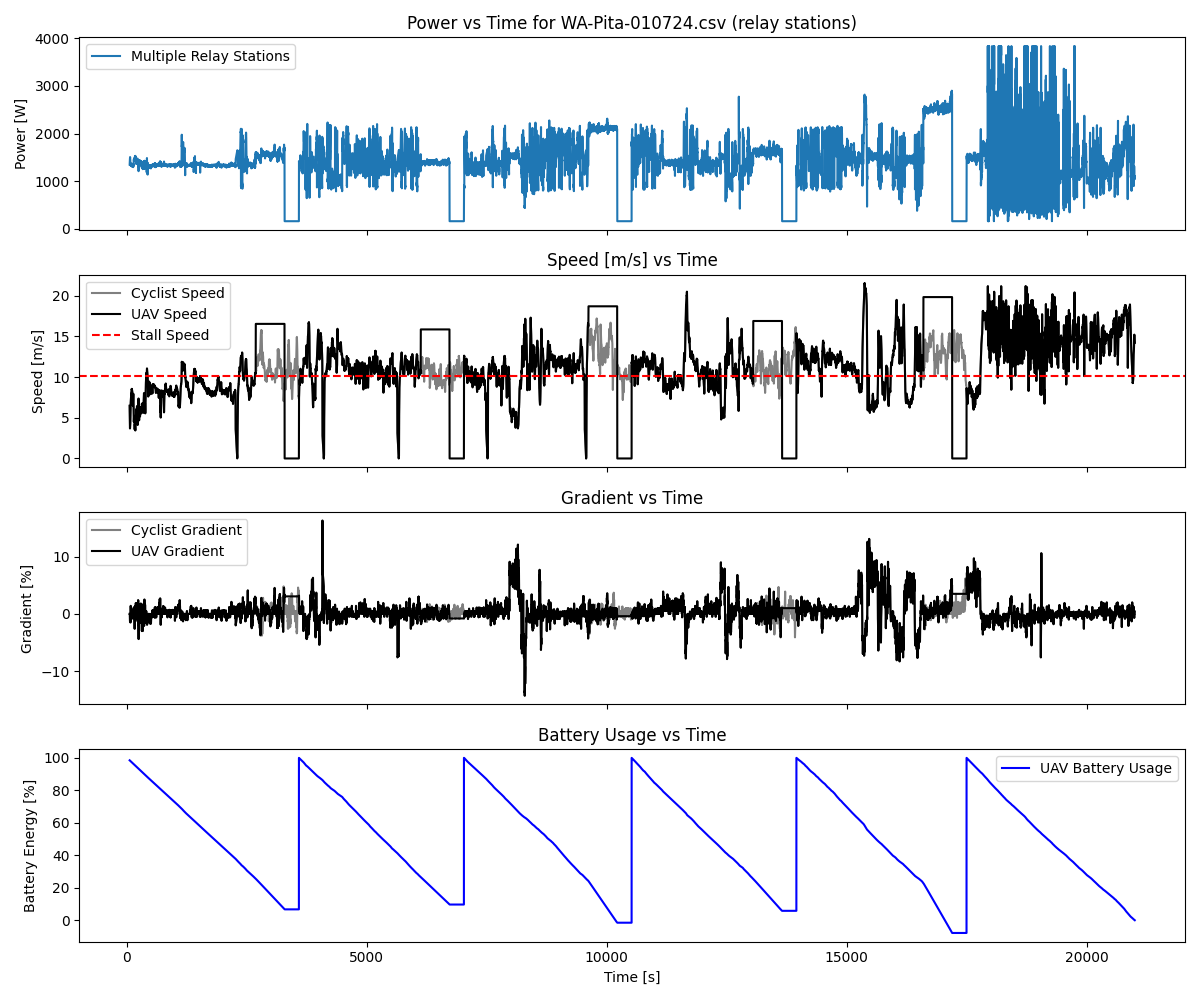 Power vs Time for WA-Pita-010724.csv (relay stations)
Multiple Relay Stations
Power [W]
4000
3000
2000
1000
0
Speed [m/s] vs Time
Cyclist Speed
UAV Speed
Stall Speed
Speed [m/s]
20
15
10
5
0
Gradient vs Time
Cyclist Gradient
UAV Gradient
Gradient [%]
10
0
−10
Battery Usage vs Time
UAV Battery Usage
Battery Energy [%]
100
80
60
40
20
0
0 5000 10000 15000 20000
Time [s]